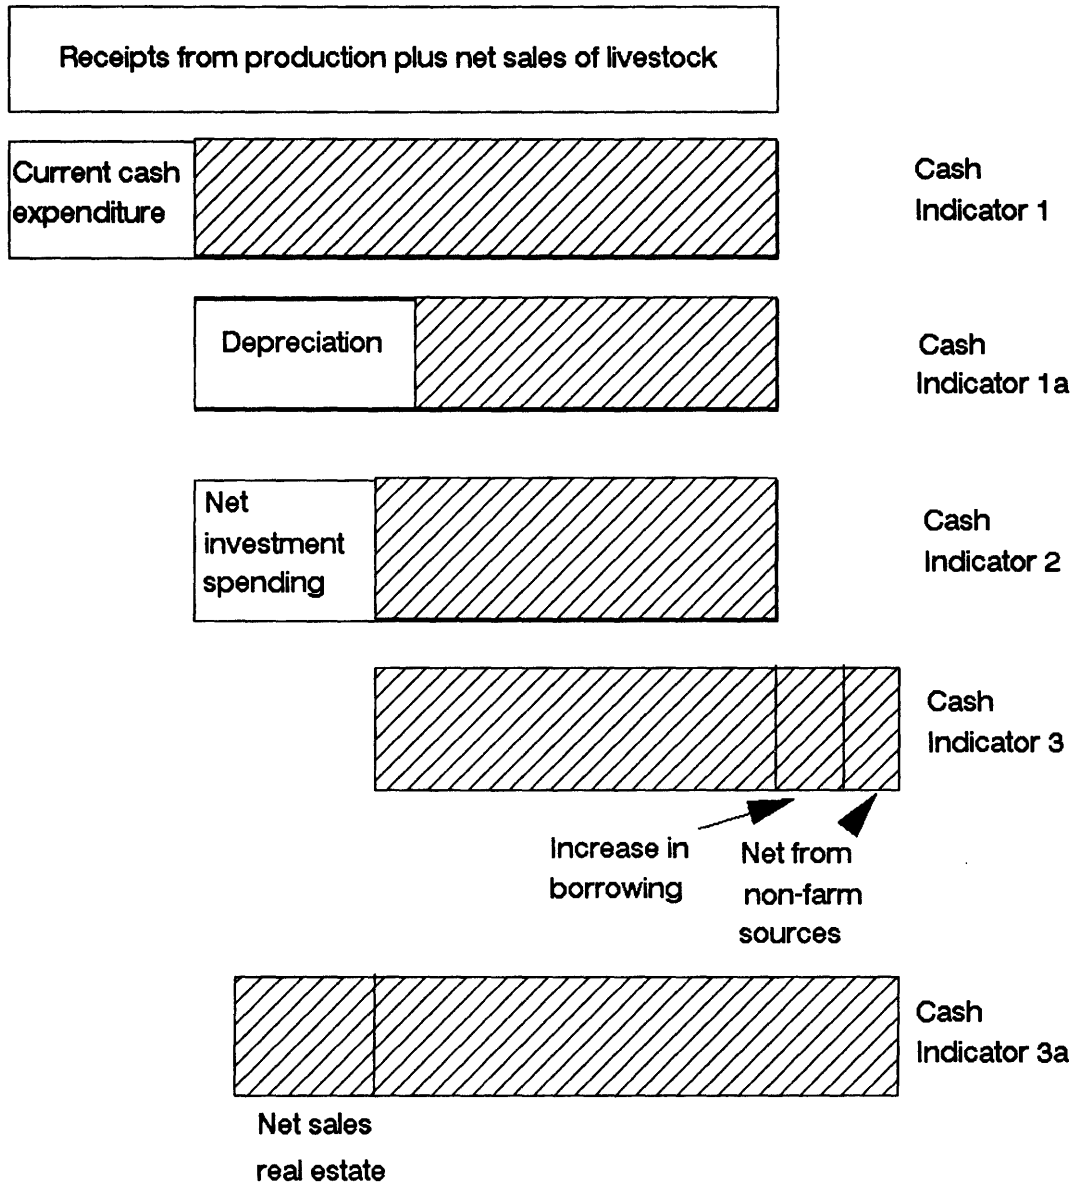 Receipts from production plus net sales of livestock
Current cash
expenditure
Cash
Indicator 1
Depreciation
Cash
Indicator 1a
Net
investment
spending
Cash
Indicator 2
Cash
Indicator 3
Increase in
borrowing
Net from
non-farm
sources
Cash
Indicator 3a
Net sales
real estate